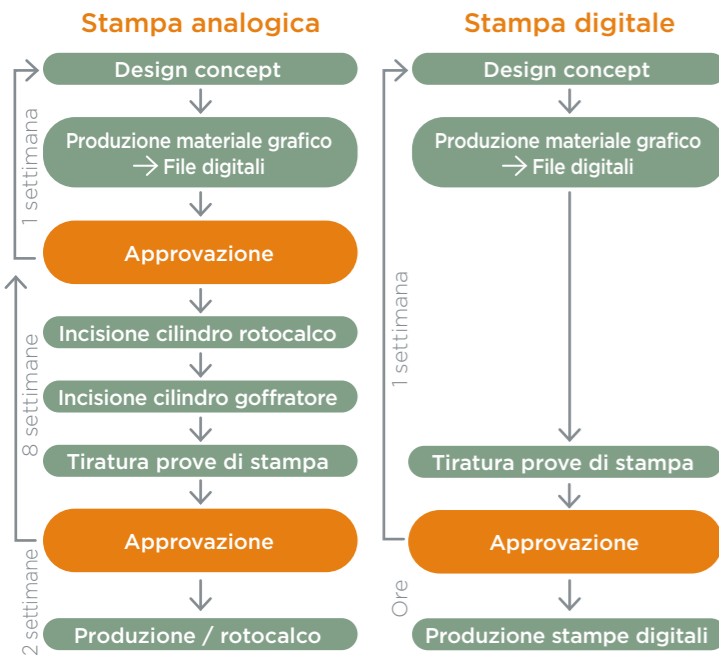 Stampa analogica
Design concept
Produzione materiale grafico
→ File digitali
Approvazione
Incisione cilindro rotocalco
Incisione cilindro goffratore
Tiratura prove di stampa
Approvazione
Produzione / rotocalco
1 settimana
8 settimane
2 settimane
Stampa digitale
Design concept
Produzione materiale grafico
→ File digitali
Tiratura prove di stampa
Approvazione
Produzione stampe digitali
1 settimana
Ore